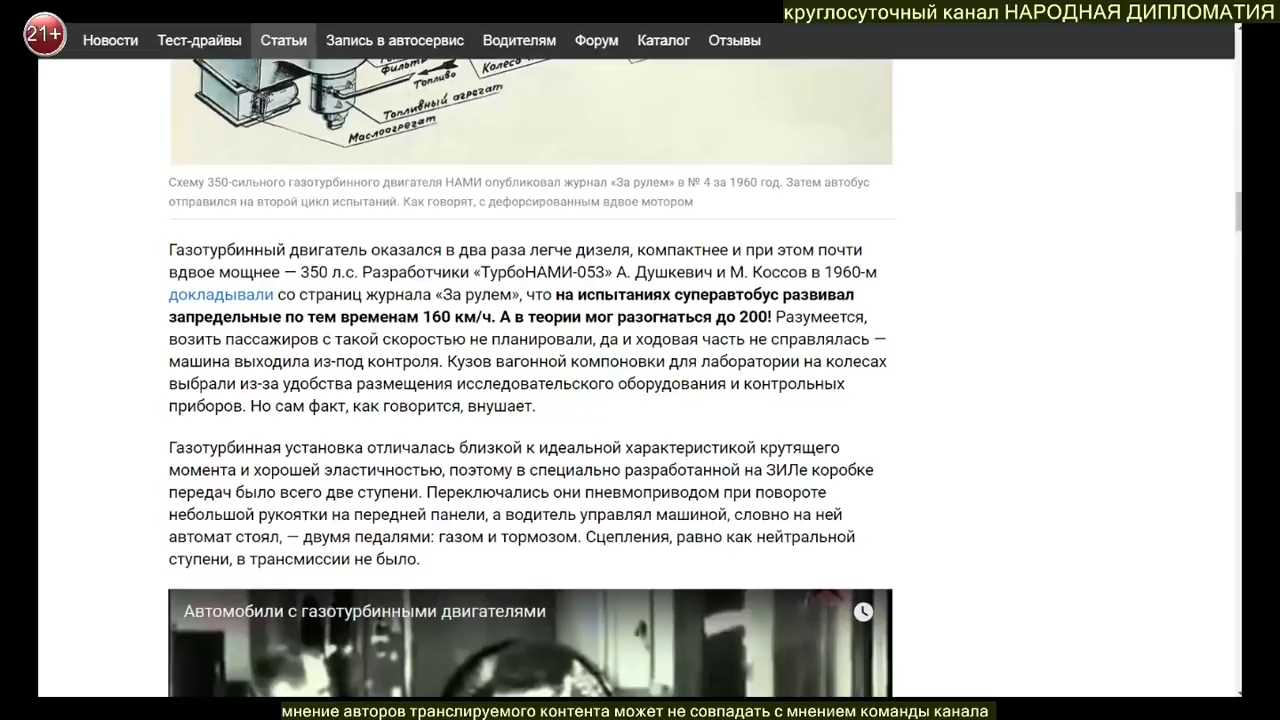 круглосуточный канал НАРОДНАЯ ДИПЛОМАТИЯ
21+
Новости Тест-драйвы Статьи Запись в автосервис Водителям Форум Каталог Отзывы
Фильтр Топливо Колесо
Топливный агрегат
Маслоагрегат
Схему 350-сильного газотурбинного двигателя НАМИ опубликовал журнал «За рулем» в № 4 за 1960 год. Затем автобус
отправился на второй цикл испытаний. Как говорят, с дефорсированным вдвое мотором
Газотурбинный двигатель оказался в два раза легче дизеля, компактнее и при этом почти
вдвое мощнее — 350 л.с. Разработчики «ТурбоНАМИ-053» А. Душкевич и М. Коссов в 1960-м
докладывали со страниц журнала «За рулем», что на испытаниях суперавтобус развивал
запредельные по тем временам 160 км/ч. А в теории мог разогнаться до 200! Разумеется,
возить пассажиров с такой скоростью не планировали, да и ходовая часть не справлялась —
машина выходила из-под контроля. Кузов вагонной компоновки для лаборатории на колесах
выбрали из-за удобства размещения исследовательского оборудования и контрольных
приборов. Но сам факт, как говорится, внушает.
Газотурбинная установка отличалась близкой к идеальной характеристикой крутящего
момента и хорошей эластичностью, поэтому в специально разработанной на ЗИЛе коробке
передач было всего две ступени. Переключались они пневмоприводом при повороте
небольшой рукоятки на передней панели, а водитель управлял машиной, словно на ней
автомат стоял, — двумя педалями: газом и тормозом. Сцепления, равно как нейтральной
ступени, в трансмиссии не было.
Автомобили с газотурбинными двигателями
мнение авторов транслируемого контента может не совпадать с мнением команды канала